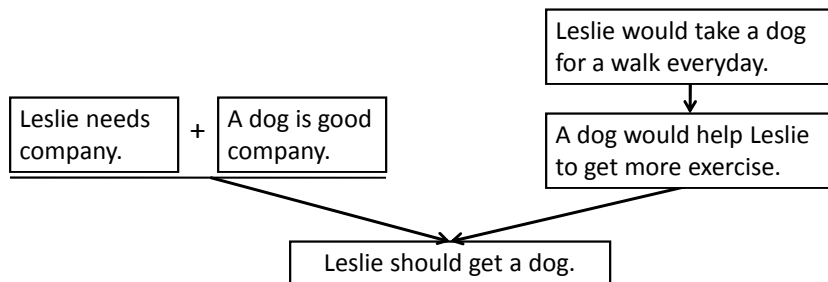 Leslie would take a dog
for a walk everyday.
Leslie needs
company.
+
A dog is good
company.
A dog would help Leslie
to get more exercise.
Leslie should get a dog.